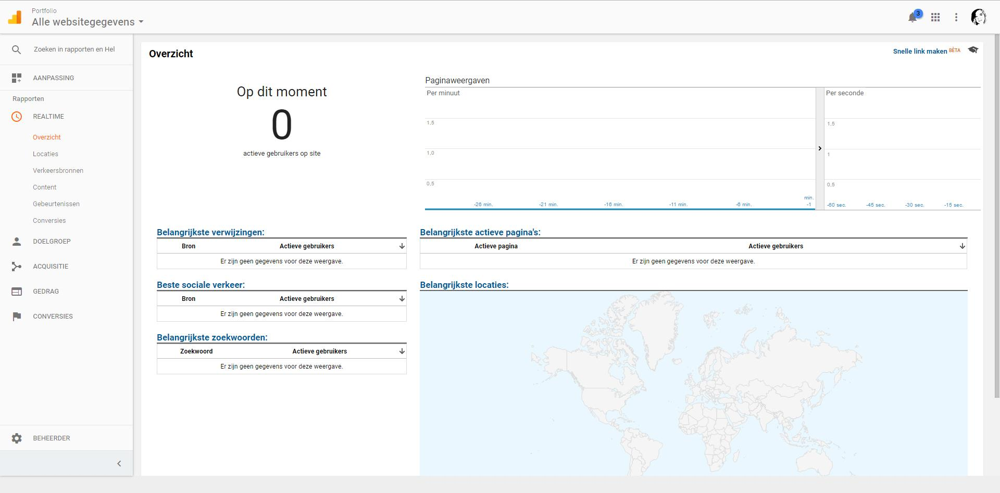 Portfolio
Alle websitegegevens
3
Zoeken in rapporten en Hel
AANPASSING
Rapporten
REALTIME
Overzicht
Locaties
Verkeersbronnen
Content
Gebeurtenissen
Conversies
DOELGROEP
ACQUISITIE
GEDRAG
CONVERSIES
BEHEERDER
Overzicht
Snelle link maken BÈTA
Op dit moment
0
actieve gebruikers op site
Paginaweergaven
Per minuut
1,5
1,0
0,5
-26 min.
-21 min.
-16 min.
-11 min.
-6 min.
min.
-1
Per seconde
1,5
1
0,5
-60 sec.
-45 sec.
-30 sec.
-15 sec.
Belangrijkste verwijzingen:
Bron Actieve gebruikers
Er zijn geen gegevens voor deze weergave.
Beste sociale verkeer:
Bron Actieve gebruikers
Er zijn geen gegevens voor deze weergave.
Belangrijkste zoekwoorden:
Zoekwoord Actieve gebruikers
Er zijn geen gegevens voor deze weergave.
Belangrijkste actieve pagina's:
Actieve pagina Actieve gebruikers
Er zijn geen gegevens voor deze weergave.
Belangrijkste locaties: